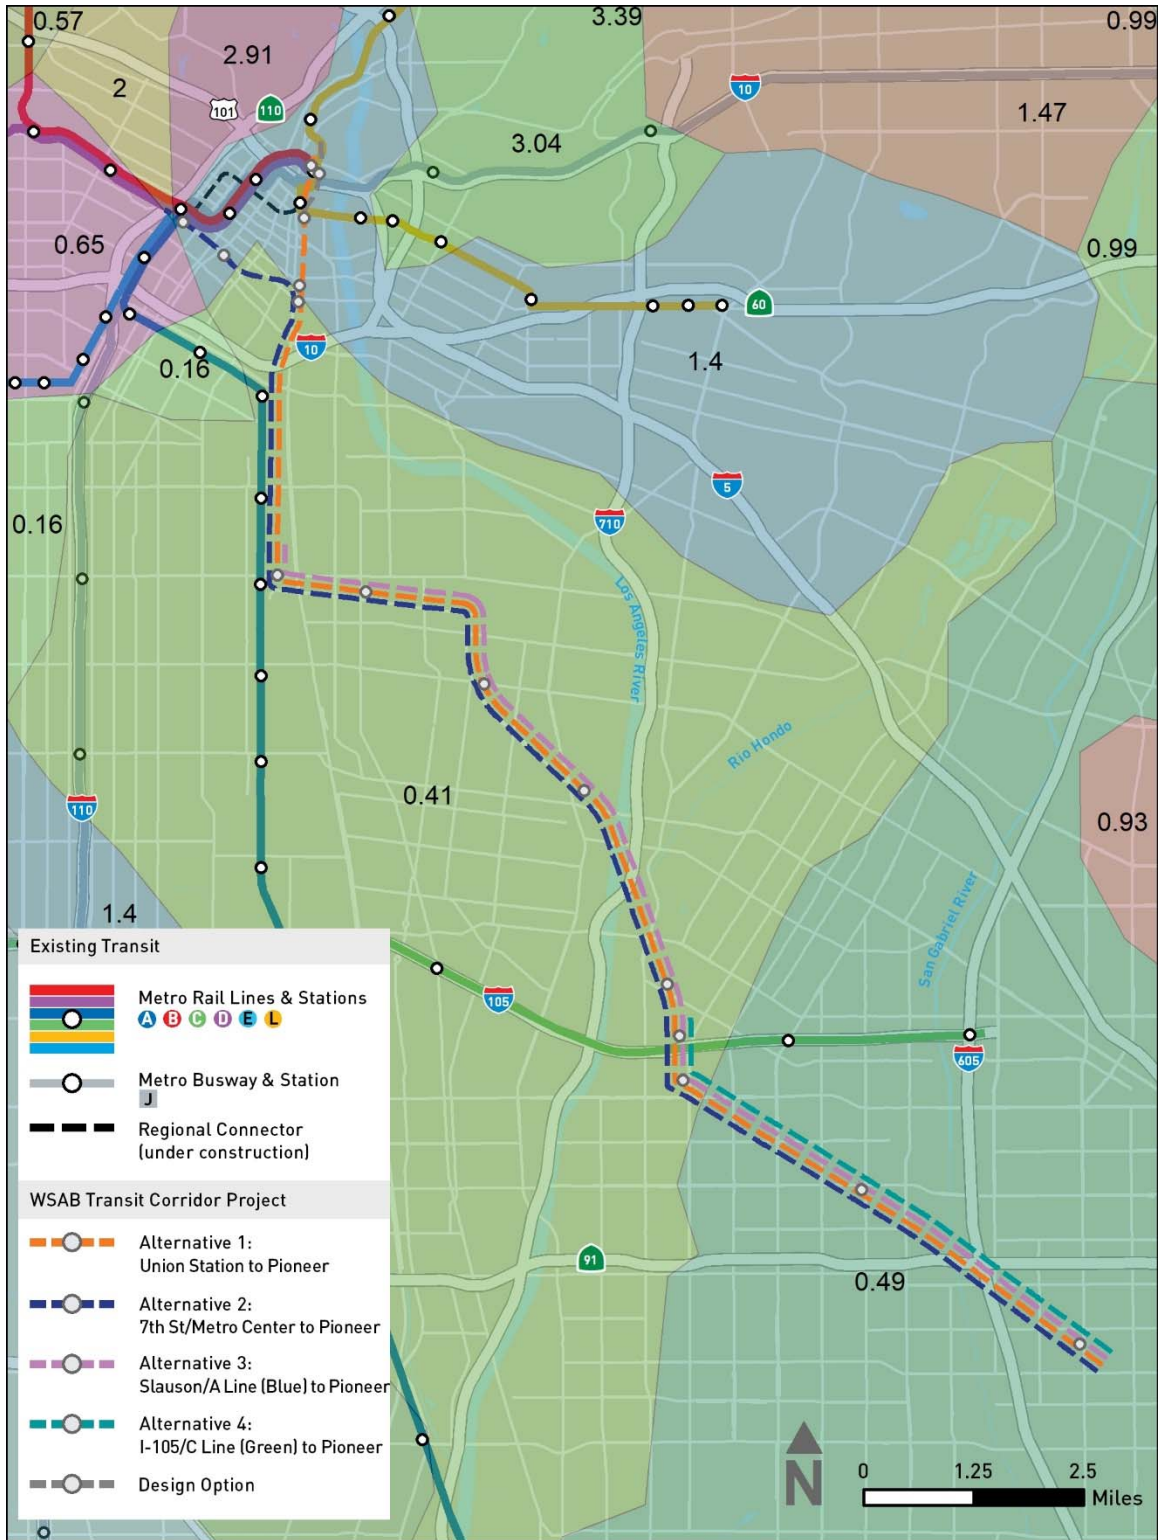 0.57
3.39
0.99
2.91
2
101
110
10
1.47
3.04
0.65
0.99
60
10
0.16
1.4
5
0.16
710
Los Angeles River
Rio Hondo
0.41
110
0.93
San Gabriel River
1.4
105
605
91
0.49
Existing Transit
Metro Rail Lines & Stations
A B C D E L
Metro Busway & Station
J
Regional Connector
(under construction)
WSAB Transit Corridor Project
Alternative 1:
Union Station to Pioneer
Alternative 2:
7th St/Metro Center to Pioneer
Alternative 3:
Slauson/A Line (Blue) to Pioneer
Alternative 4:
I-105/C Line (Green) to Pioneer
Design Option
N
0 1.25 2.5
Miles